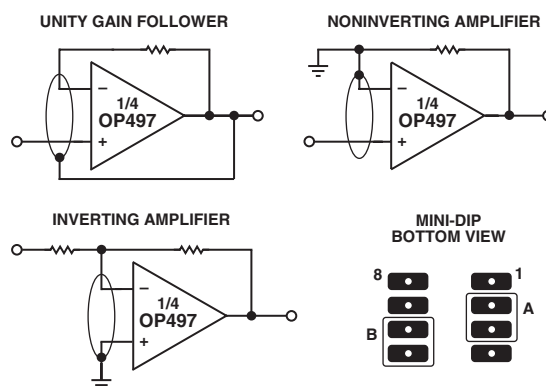 UNITY GAIN FOLLOWER
−
1/4
OP497
+
NONINVERTING AMPLIFIER
−
1/4
OP497
+
INVERTING AMPLIFIER
−
1/4
OP497
+
MINI-DIP
BOTTOM VIEW
8
1
A
B